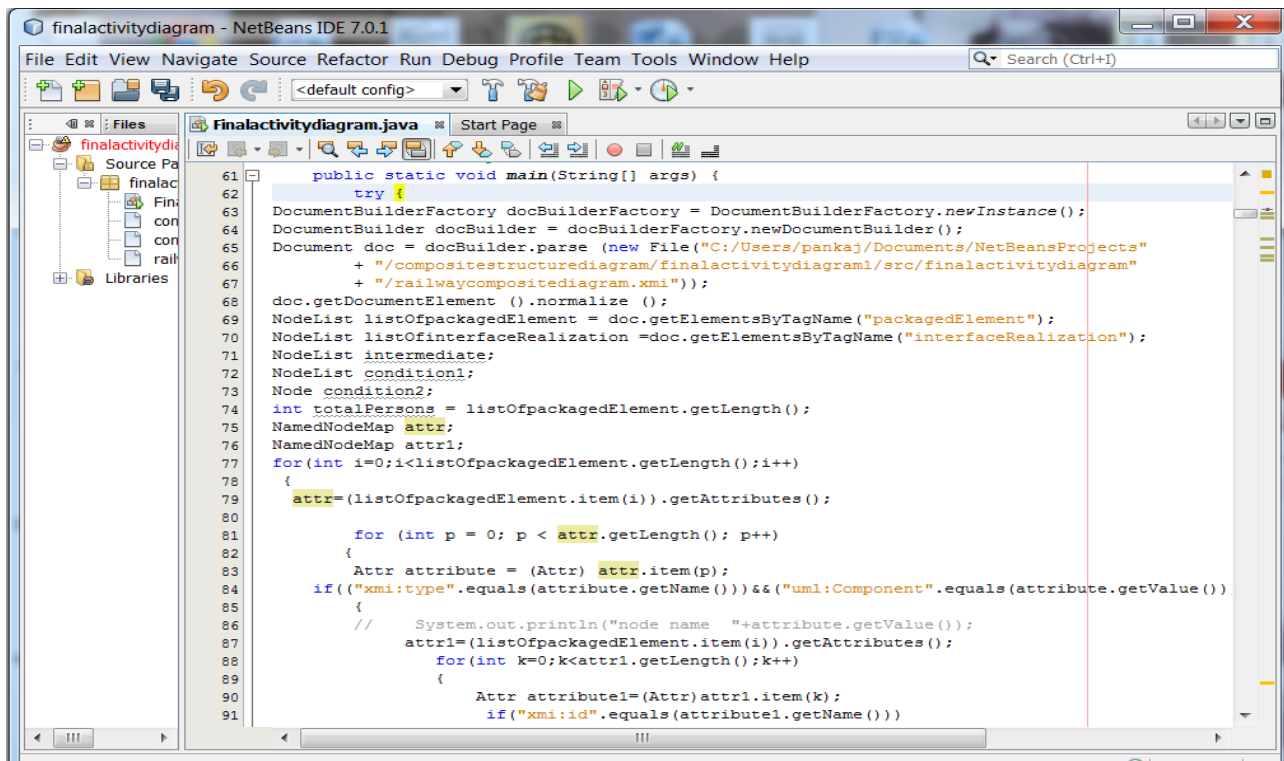 finalactivitydiagram - NetBeans IDE 7.0.1
File Edit View Navigate Source Refactor Run Debug Profile Team Tools Window Help
Search (Ctrl+I)
<default config>
Files
Finalactivitydiagram.java
Start Page
finalactivitydia
Source Pa
finalac
Fin
con
con
rail
Libraries
61 public static void main(String[] args) {
62 try {
63 DocumentBuilderFactory docBuilderFactory = DocumentBuilderFactory.newInstance();
64 DocumentBuilder docBuilder = docBuilderFactory.newDocumentBuilder();
65 Document doc = docBuilder.parse (new File("C:/Users/pankaj/Documents/NetBeansProjects"
66 + "/compositestructurediagram/finalactivitydiagram1/src/finalactivitydiagram"
67 + "/railwaycompositediagram.xmi"));
68 doc.getDocumentElement ().normalize ();
69 NodeList listOfpackagedElement = doc.getElementsByTagName("packagedElement");
70 NodeList listOfinterfaceRealization =doc.getElementsByTagName("interfaceRealization");
71 NodeList intermediate;
72 NodeList condition1;
73 Node condition2;
74 int totalPersons = listOfpackagedElement.getLength();
75 NamedNodeMap attr;
76 NamedNodeMap attr1;
77 for(int i=0;i<listOfpackagedElement.getLength();i++)
78 {
79 attr=(listOfpackagedElement.item(i)).getAttributes();
80
81 for (int p = 0; p < attr.getLength(); p++)
82 {
83 Attr attribute = (Attr) attr.item(p);
84 if(("xmi:type".equals(attribute.getName()))&&("uml:Component".equals(attribute.getValue())
85 {
86 // System.out.println("node name "+attribute.getValue());
87 attr1=(listOfpackagedElement.item(i)).getAttributes();
88 for(int k=0;k<attr1.getLength();k++)
89 {
90 Attr attribute1=(Attr)attr1.item(k);
91 if("xmi:id".equals(attribute1.getName()))